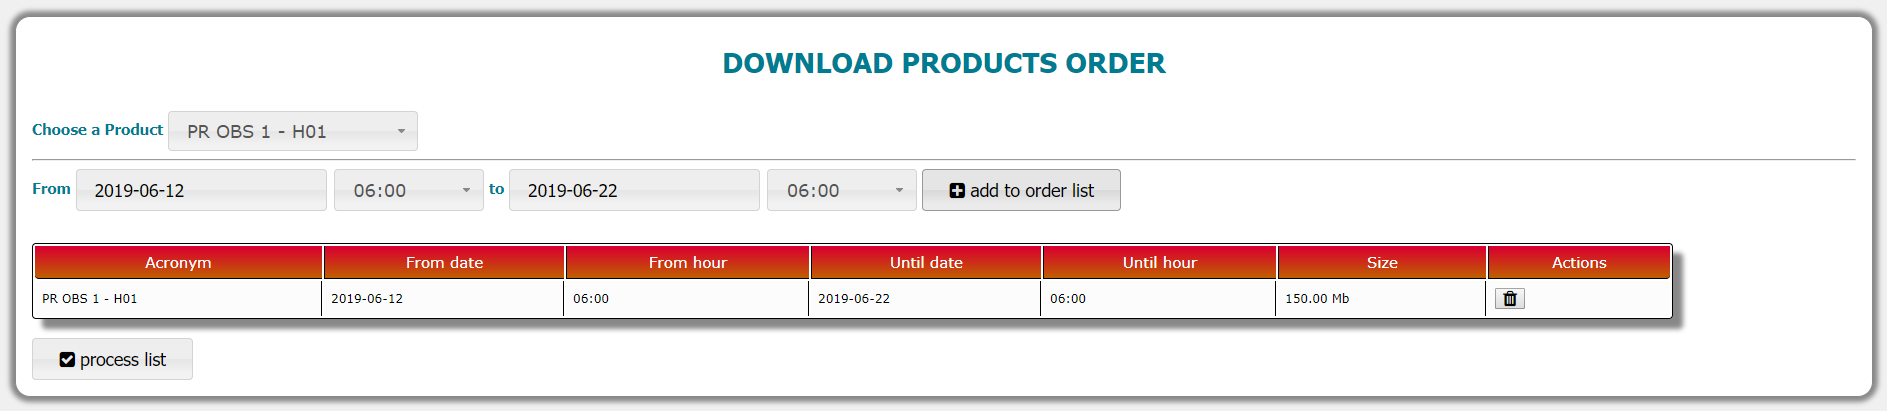 DOWNLOAD PRODUCTS ORDER
Choose a Product PR OBS 1 - H01
From 2019-06-12 06:00 to 2019-06-22 06:00 add to order list
Acronym From date From hour Until date Until hour Size Actions
PR OBS 1 - H01 2019-06-12 06:00 2019-06-22 06:00 150.00 Mb
process list